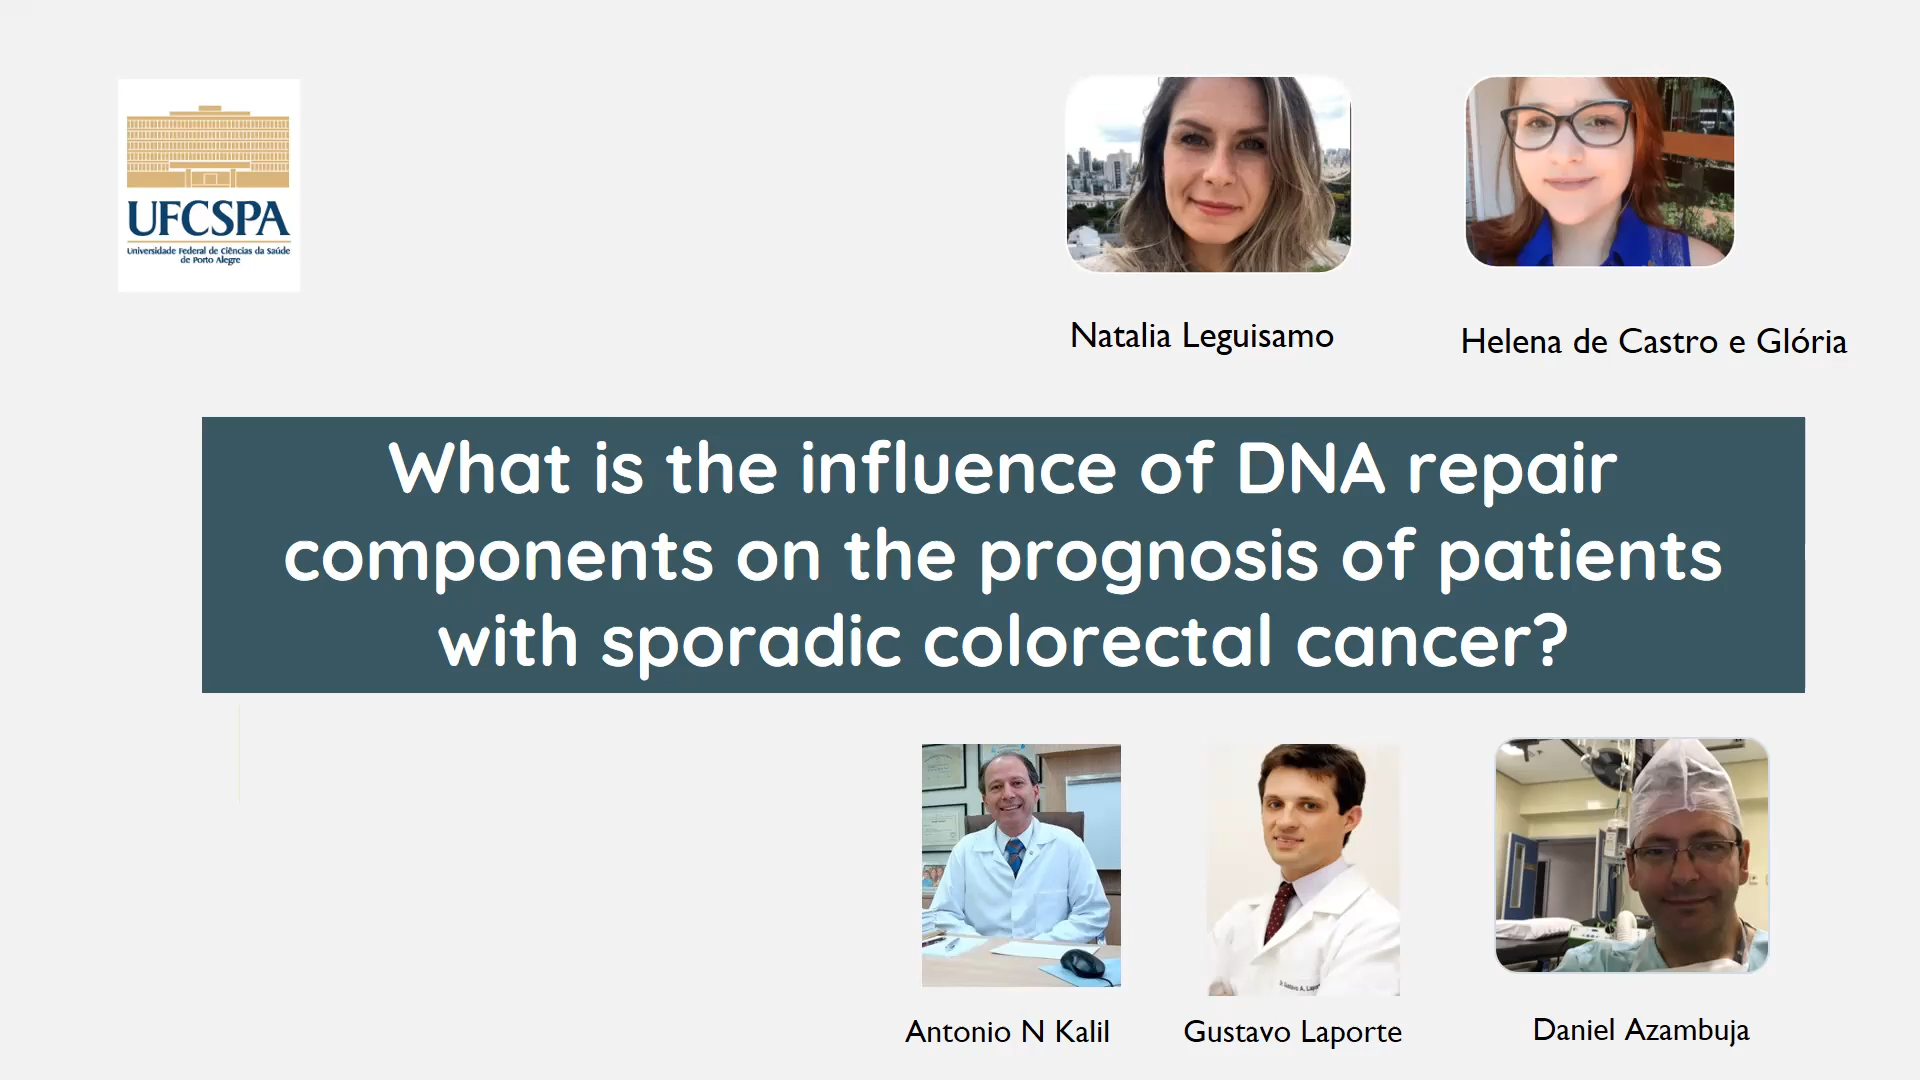 UFCSPA
Universidade Federal de Ciências da Saúde
de Porto Alegre
Natalia Leguisamo
Helena de Castro e Glória
What is the influence of DNA repair
components on the prognosis of patients
with sporadic colorectal cancer?
Antonio N Kalil
Gustavo Laporte
Daniel Azambuja